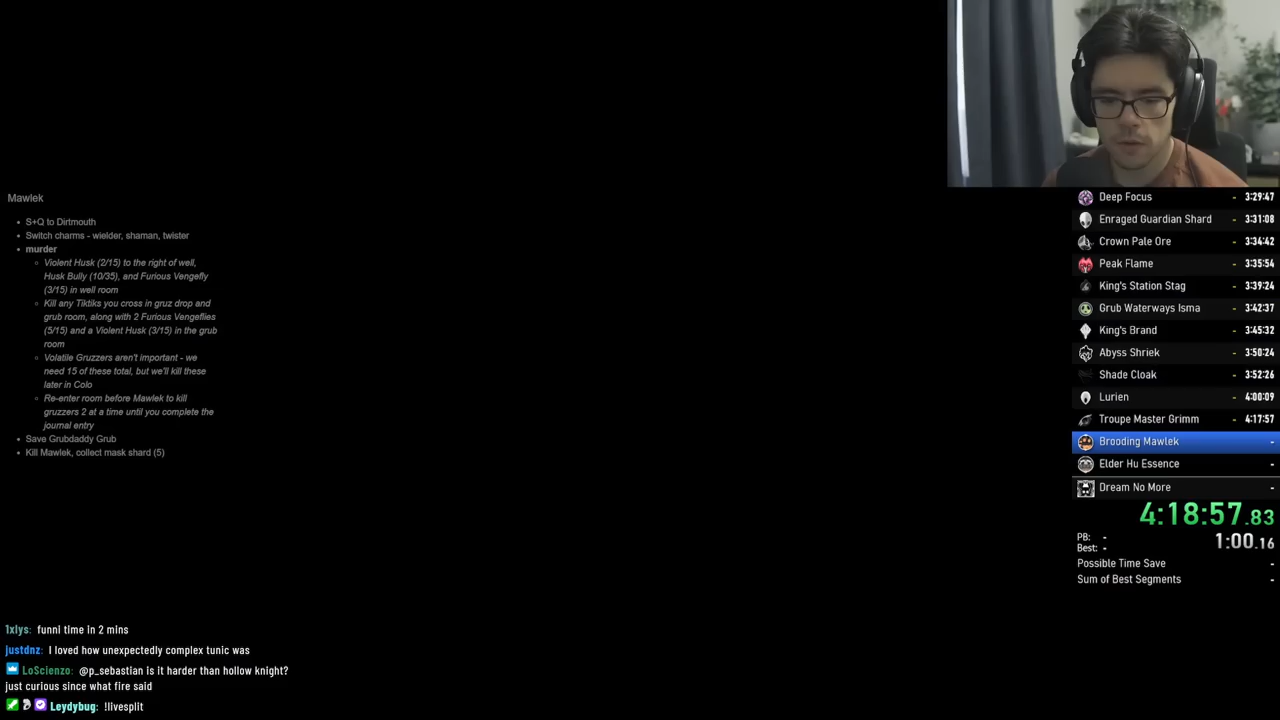 Mawlek
• S+Q to Dirtmouth
• Switch charms - wielder, shaman, twister
• murder
Violent Husk (2/15) to the right of well,
Husk Bully (10/35), and Furious Vengefly
(3/15) in well room
Kill any Tiktiks you cross in gruz drop and
grub room, along with 2 Furious Vengeflies
(5/15) and a Violent Husk (3/15) in the grub
room
Volatile Gruzzers aren't important - we
need 15 of these total, but we'll kill these
later in Colo
Re-enter room before Mawlek to kill
gruzzers 2 at a time until you complete the
journal entry
• Save Grubdaddy Grub
• Kill Mawlek, collect mask shard (5)
Deep Focus - 3:29:47
Enraged Guardian Shard - 3:31:08
Crown Pale Ore - 3:34:42
Peak Flame - 3:35:54
King's Station Stag - 3:39:24
Grub Waterways Isma - 3:42:37
King's Brand - 3:45:32
Abyss Shriek - 3:50:24
Shade Cloak - 3:52:26
Lurien - 4:00:09
Troupe Master Grimm - 4:17:57
Brooding Mawlek -
Elder Hu Essence -
Dream No More -
4:18:57.83
PB: - 1:00.16
Best: -
Possible Time Save -
Sum of Best Segments -
1xlys: funni time in 2 mins
justdnz: I loved how unexpectedly complex tunic was
LoScienzo: @p_sebastian is it harder than hollow knight?
just curious since what fire said
Leydybug: !livesplit